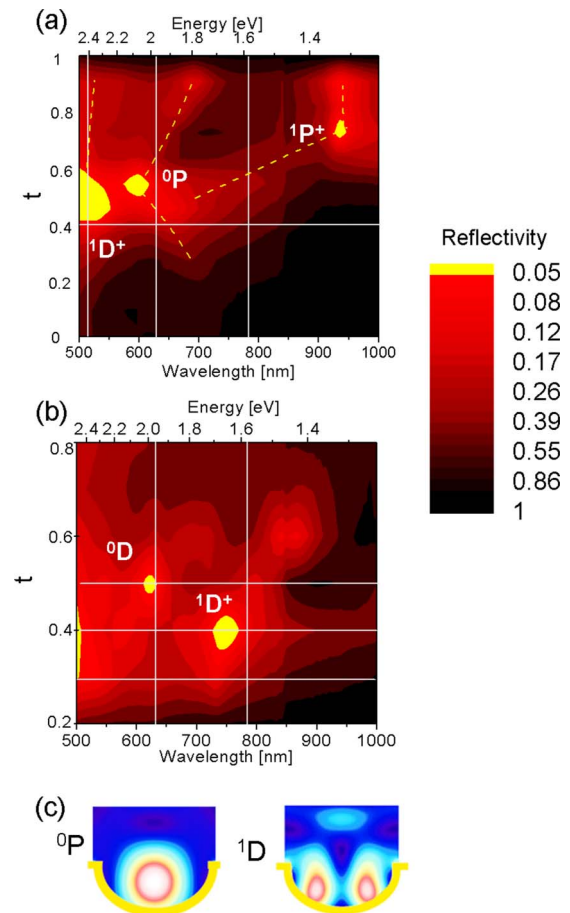 (a)
Energy [eV]
2.4 2.2 2 1.8 1.6 1.4
1
0.8
0.6
0.4
0.2
0
t
¹P⁺
⁰P
¹D⁺
500 600 700 800 900 1000
Wavelength [nm]
Reflectivity
0.05
0.08
0.12
0.17
0.26
0.39
0.55
0.86
1
(b)
Energy [eV]
2.4 2.2 2.0 1.8 1.6 1.4
0.8
0.6
0.4
0.2
t
⁰D
¹D⁺
500 600 700 800 900 1000
Wavelength [nm]
(c)
⁰P ¹D